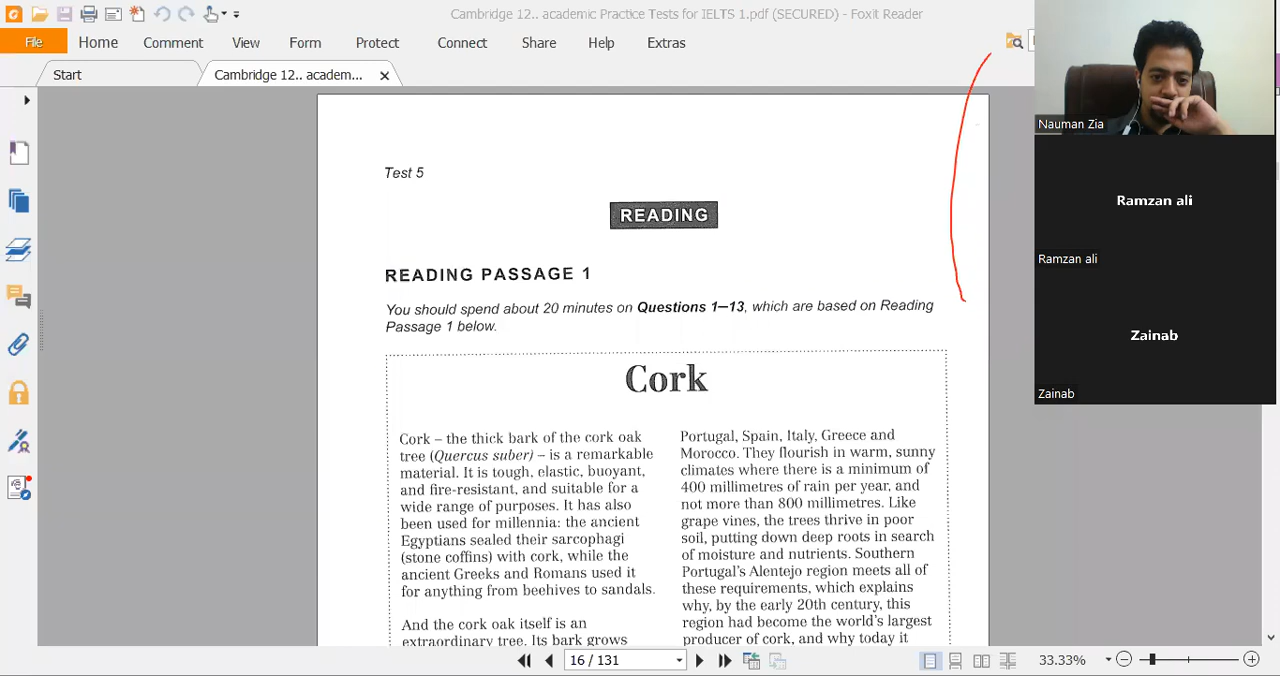 Cambridge 12.. academic Practice Tests for IELTS 1.pdf (SECURED) - Foxit Reader
File Home Comment View Form Protect Connect Share Help Extras
Start
Cambridge 12.. academ...
Test 5
READING
READING PASSAGE 1
You should spend about 20 minutes on Questions 1–13, which are based on Reading
Passage 1 below.
Cork
Cork – the thick bark of the cork oak
tree (Quercus suber) – is a remarkable
material. It is tough, elastic, buoyant,
and fire-resistant, and suitable for a
wide range of purposes. It has also
been used for millennia: the ancient
Egyptians sealed their sarcophagi
(stone coffins) with cork, while the
ancient Greeks and Romans used it
for anything from beehives to sandals.
And the cork oak itself is an
extraordinary tree. Its bark grows
Portugal, Spain, Italy, Greece and
Morocco. They flourish in warm, sunny
climates where there is a minimum of
400 millimetres of rain per year, and
not more than 800 millimetres. Like
grape vines, the trees thrive in poor
soil, putting down deep roots in search
of moisture and nutrients. Southern
Portugal's Alentejo region meets all of
these requirements, which explains
why, by the early 20th century, this
region had become the world's largest
producer of cork, and why today it
Nauman Zia
Ramzan ali
Ramzan ali
Zainab
Zainab
16 / 131
33.33%